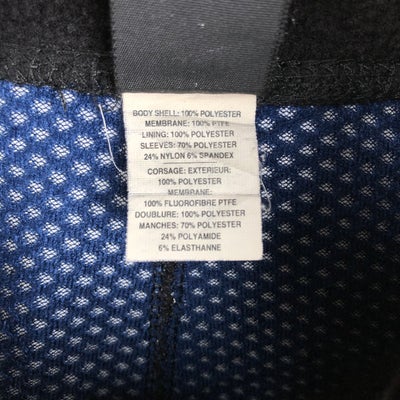 BODY SHELL: 100% POLYESTER
MEMBRANE: 100% PTFE
LINING: 100% POLYESTER
SLEEVES: 70% POLYESTER
24% NYLON 6% SPANDEX
CORSAGE: EXTERIEUR:
100% POLYESTER
MEMBRANE:
100% FLUOROFIBRE PTFE
DOUBLURE: 100% POLYESTER
MANCHES: 70% POLYESTER
24% POLYAMIDE
6% ELASTHANNE